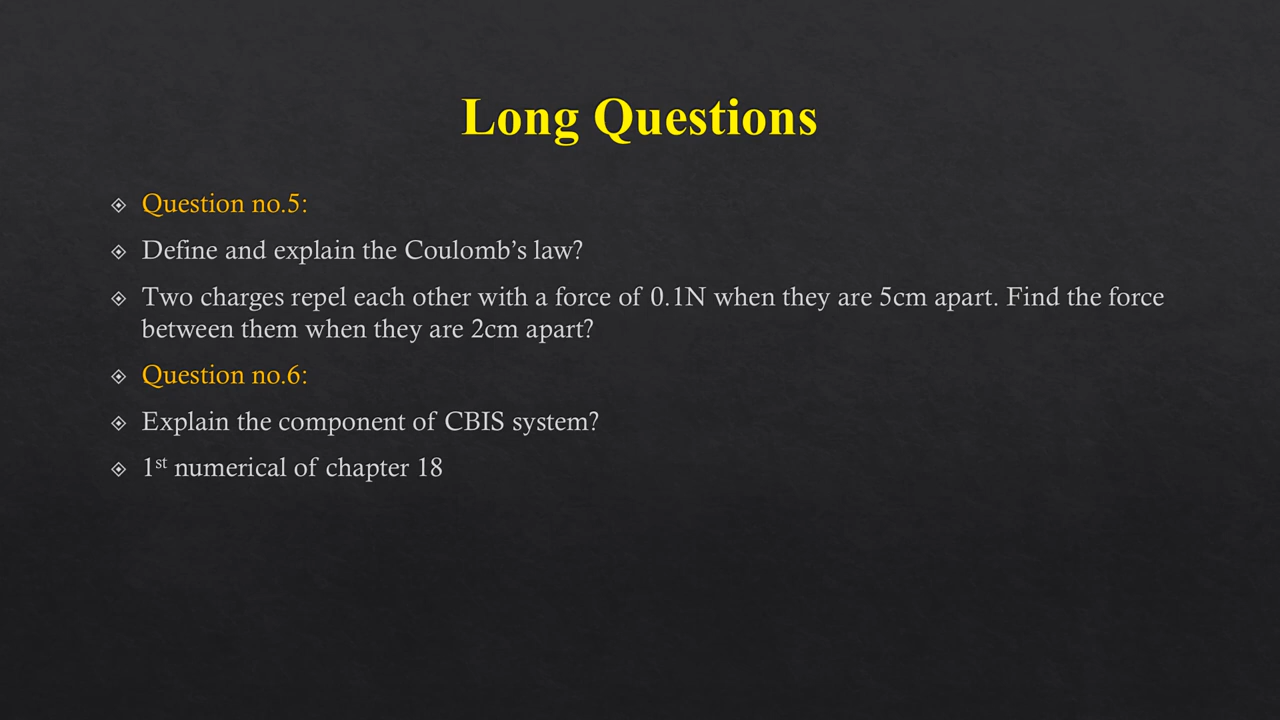 Long Questions
Question no.5:
Define and explain the Coulomb’s law?
Two charges repel each other with a force of 0.1N when they are 5cm apart. Find the force
between them when they are 2cm apart?
Question no.6:
Explain the component of CBIS system?
1st numerical of chapter 18